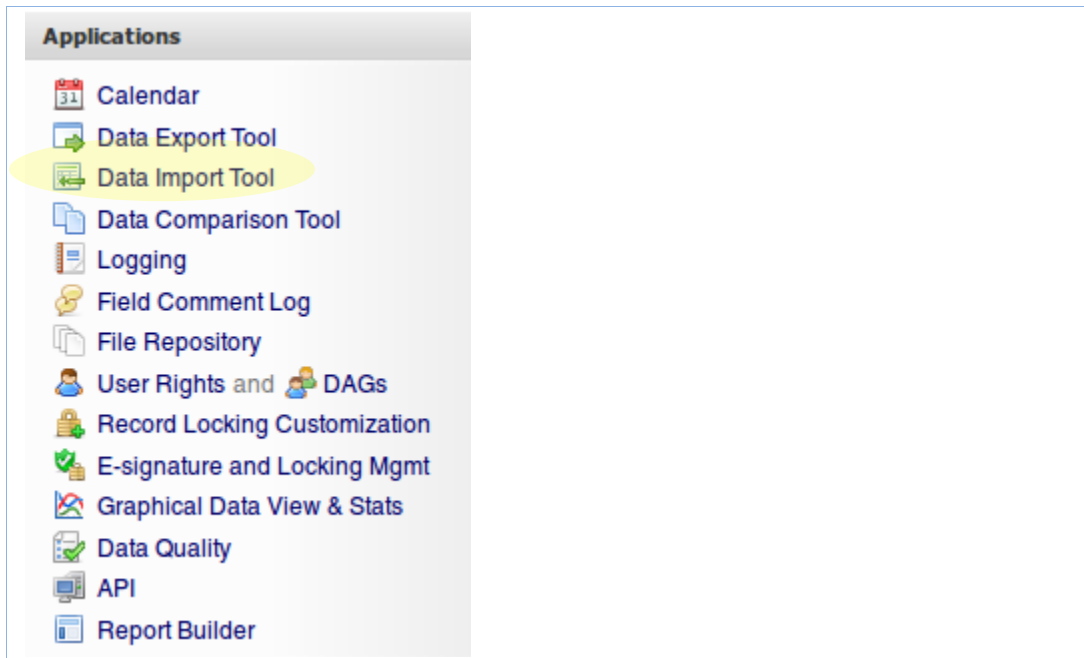 Applications
31 Calendar
Data Export Tool
Data Import Tool
Data Comparison Tool
Logging
Field Comment Log
File Repository
User Rights and DAGs
Record Locking Customization
E-signature and Locking Mgmt
Graphical Data View & Stats
Data Quality
API
Report Builder